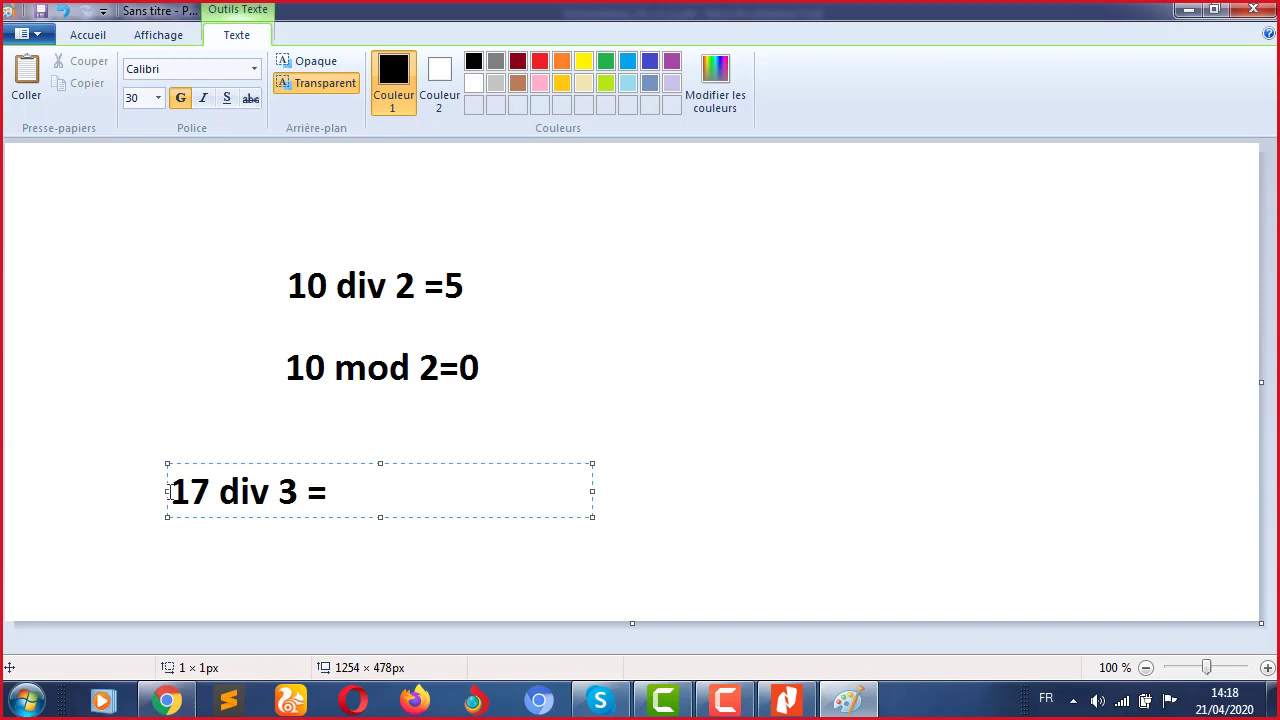 Sans titre - P...
Outils Texte
Accueil
Affichage
Texte
Coller
Couper
Copier
Presse-papiers
Calibri
30
G I S abc
Police
Opaque
Transparent
Arrière-plan
Couleur 1
Couleur 2
Modifier les couleurs
Couleurs
10 div 2 =5
10 mod 2=0
17 div 3 =
1 × 1px
1254 × 478px
100 %
FR
14:18
21/04/2020